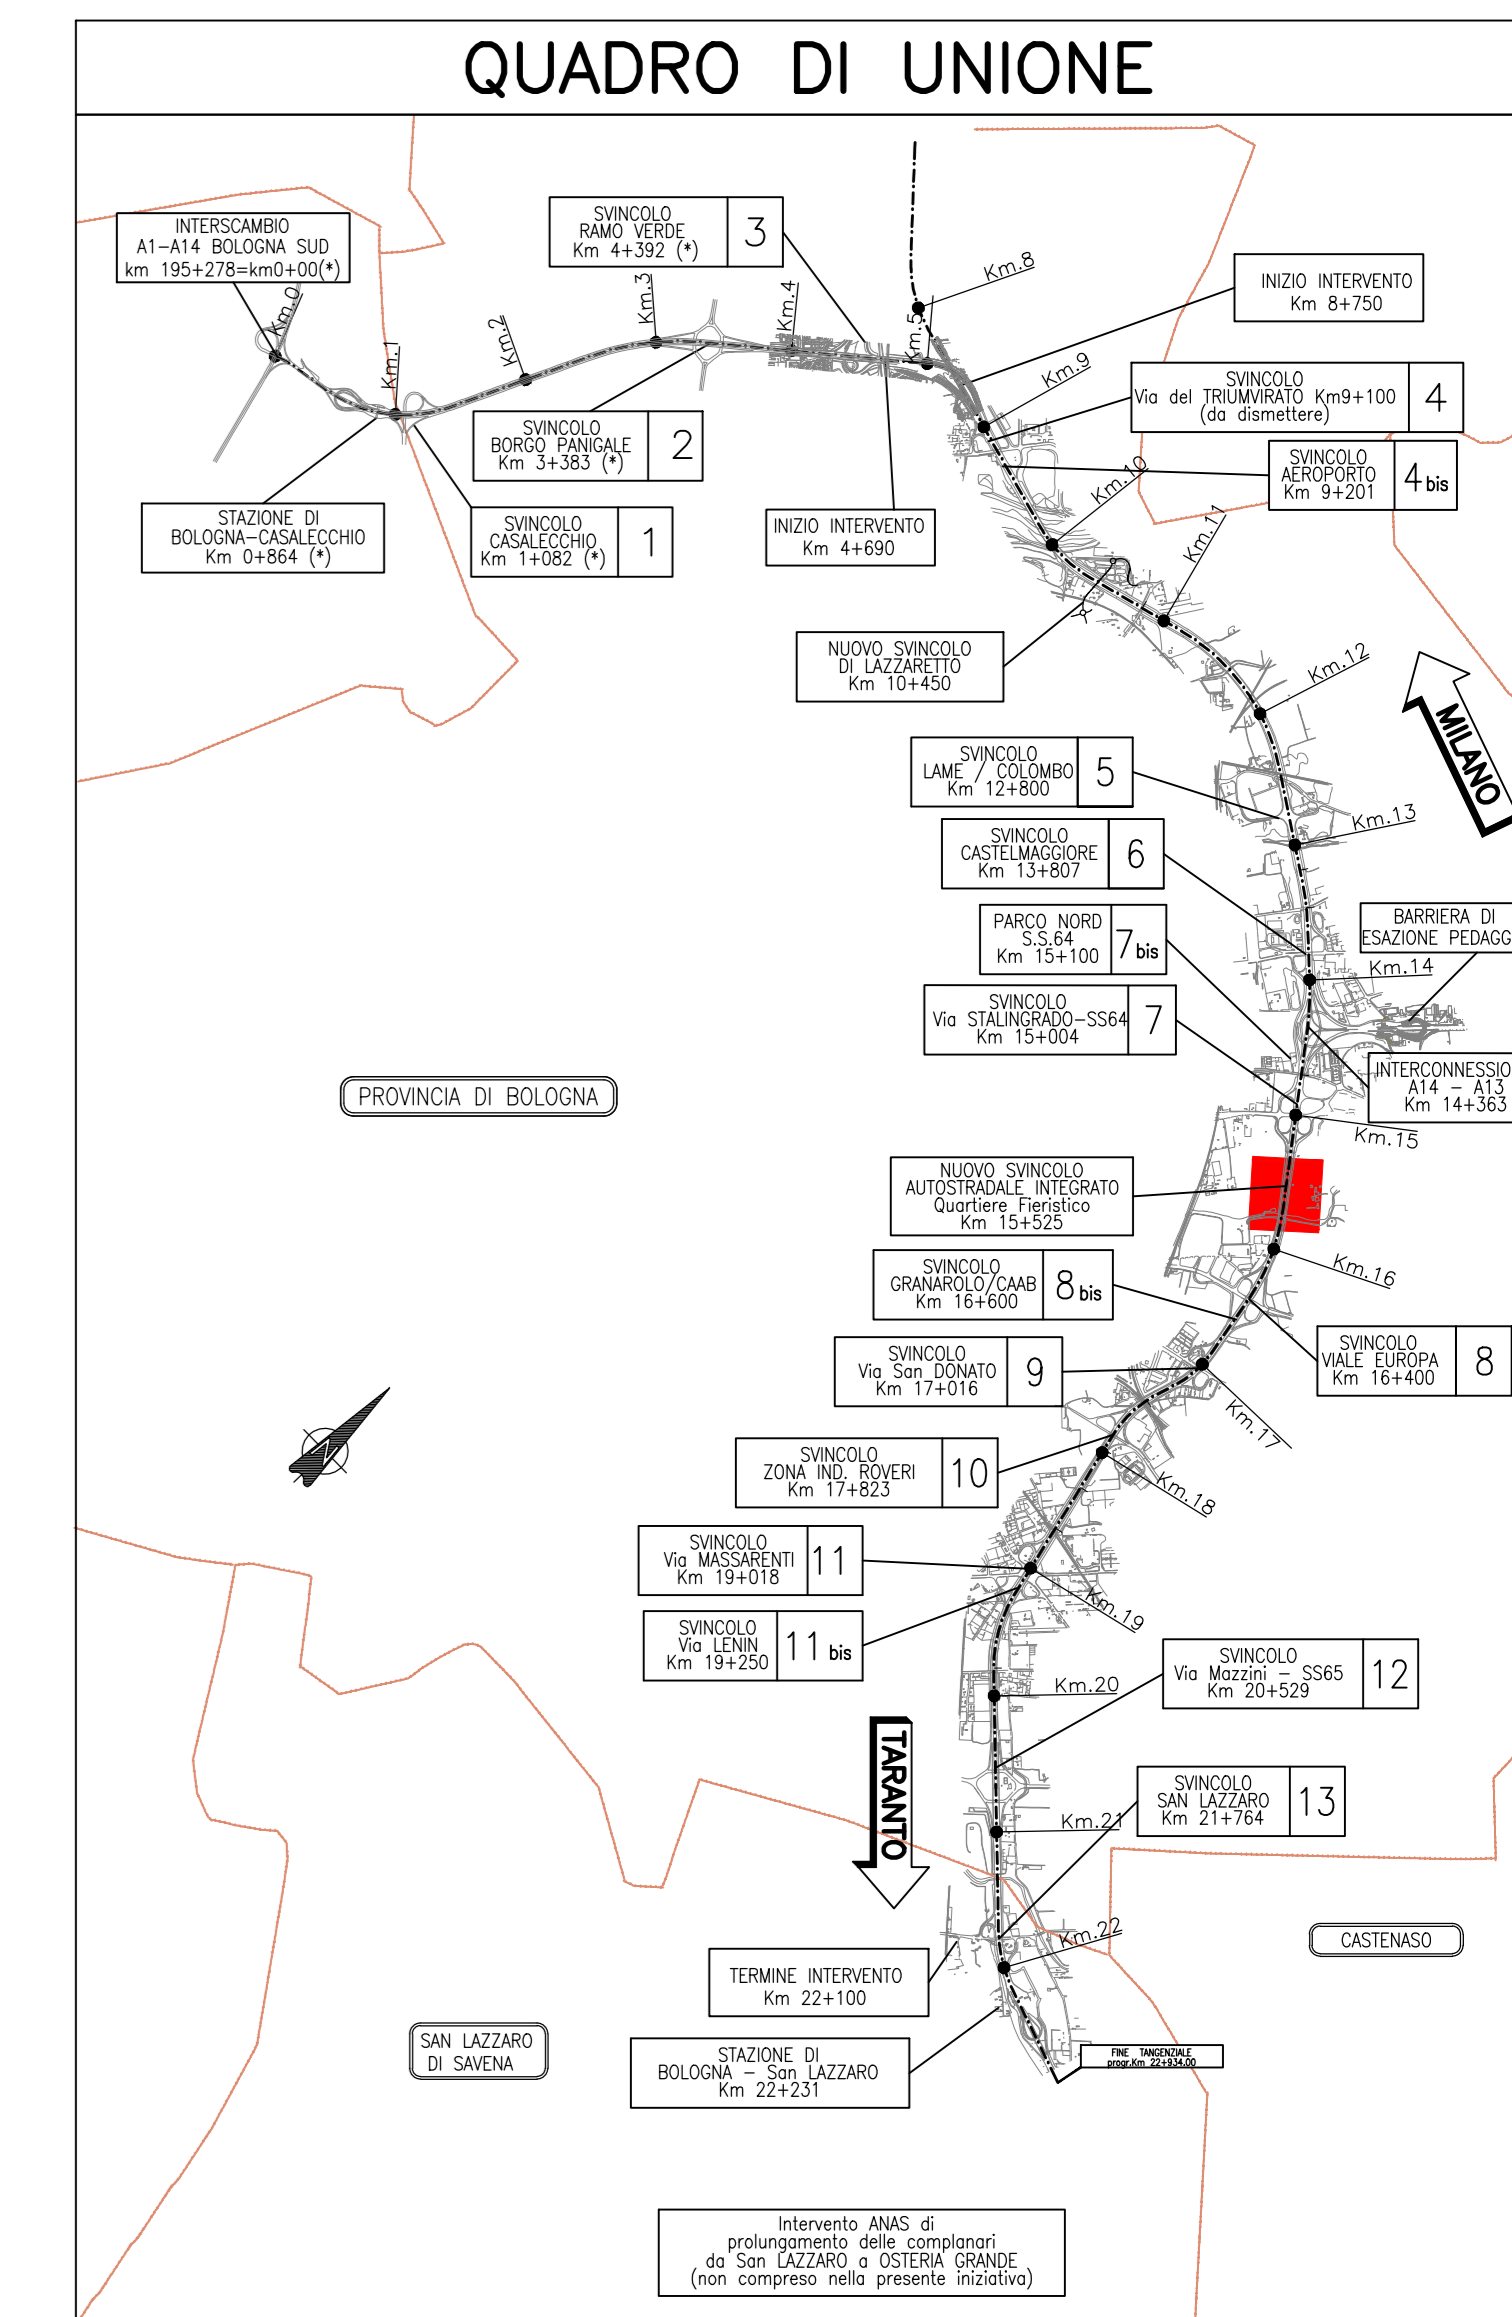 QUADRO DI UNIONE
INTERSCAMBIO
A1-A14 BOLOGNA SUD
km 195+278=km0+00(*)
SVINCOLO
RAMO VERDE
Km 4+392 (*)
3
Km.8
INIZIO INTERVENTO
Km 8+750
Km.0
Km.1
Km.2
Km.3
Km.4
Km.5
Km.9
SVINCOLO
Via del TRIUMVIRATO Km9+100
(da dismettere)
4
SVINCOLO
BORGO PANIGALE
Km 3+383 (*)
2
SVINCOLO
AEROPORTO
Km 9+201
4 bis
Km.10
STAZIONE DI
BOLOGNA-CASALECCHIO
Km 0+864 (*)
SVINCOLO
CASALECCHIO
Km 1+082 (*)
1
INIZIO INTERVENTO
Km 4+690
Km.11
NUOVO SVINCOLO
DI LAZZARETTO
Km 10+450
Km.12
MILANO
SVINCOLO
LAME / COLOMBO
Km 12+800
5
Km.13
SVINCOLO
CASTELMAGGIORE
Km 13+807
6
BARRIERA DI
ESAZIONE PEDAGG
PARCO NORD
S.S.64
Km 15+100
7 bis
Km.14
SVINCOLO
Via STALINGRADO-SS64
Km 15+004
7
INTERCONNESSIO
A14 - A13
Km 14+363
PROVINCIA DI BOLOGNA
Km.15
NUOVO SVINCOLO
AUTOSTRADALE INTEGRATO
Quartiere Fieristico
Km 15+525
Km.16
SVINCOLO
GRANAROLO/CAAB
Km 16+600
8 bis
SVINCOLO
VIALE EUROPA
Km 16+400
8
SVINCOLO
Via San DONATO
Km 17+016
9
Km.17
SVINCOLO
ZONA IND. ROVERI
Km 17+823
10
Km.18
SVINCOLO
Via MASSARENTI
Km 19+018
11
Km.19
SVINCOLO
Via LENIN
Km 19+250
11 bis
SVINCOLO
Via Mazzini - SS65
Km 20+529
12
Km.20
TARANTO
SVINCOLO
SAN LAZZARO
Km 21+764
13
Km.21
Km.22
CASTENASO
TERMINE INTERVENTO
Km 22+100
SAN LAZZARO
DI SAVENA
STAZIONE DI
BOLOGNA - San LAZZARO
Km 22+231
FINE TANGENZIALE
progr.Km 22+934.00
Intervento ANAS di
prolungamento delle complanari
da San LAZZARO a OSTERIA GRANDE
(non compreso nella presente iniziativa)